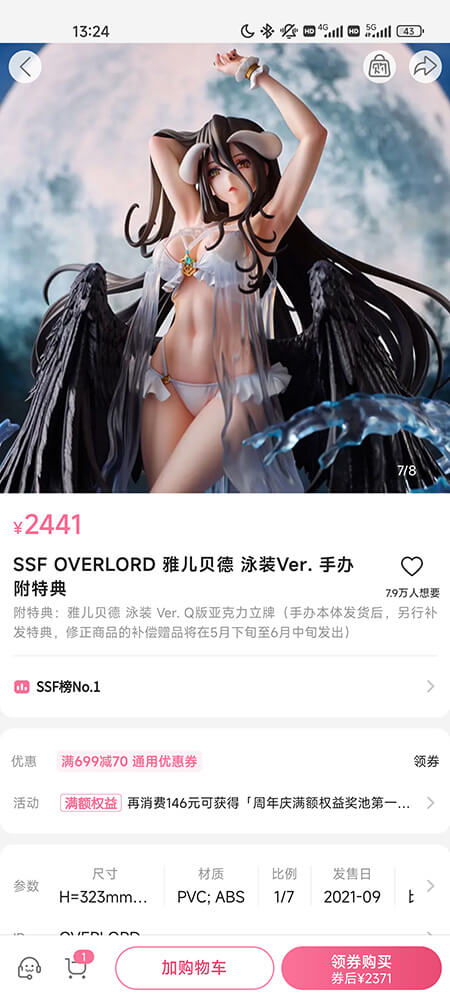 13:24
HD 4G HD 5G 43
购
7/8
¥2441
SSF OVERLORD 雅儿贝德 泳装Ver. 手办
附特典
7.9万人想要
附特典：雅儿贝德 泳装 Ver. Q版亚克力立牌（手办本体发货后，另行补
发特典，修正商品的补偿赠品将在5月下旬至6月中旬发出）
SSF榜No.1
优惠 满699减70 通用优惠券 领券
活动 满额权益 再消费146元可获得「周年庆满额权益奖池第一...
参数
尺寸 材质 比例 发售日
H=323mm... PVC; ABS 1/7 2021-09
OVERLORD
1
加购物车
领券购买
券后¥2371